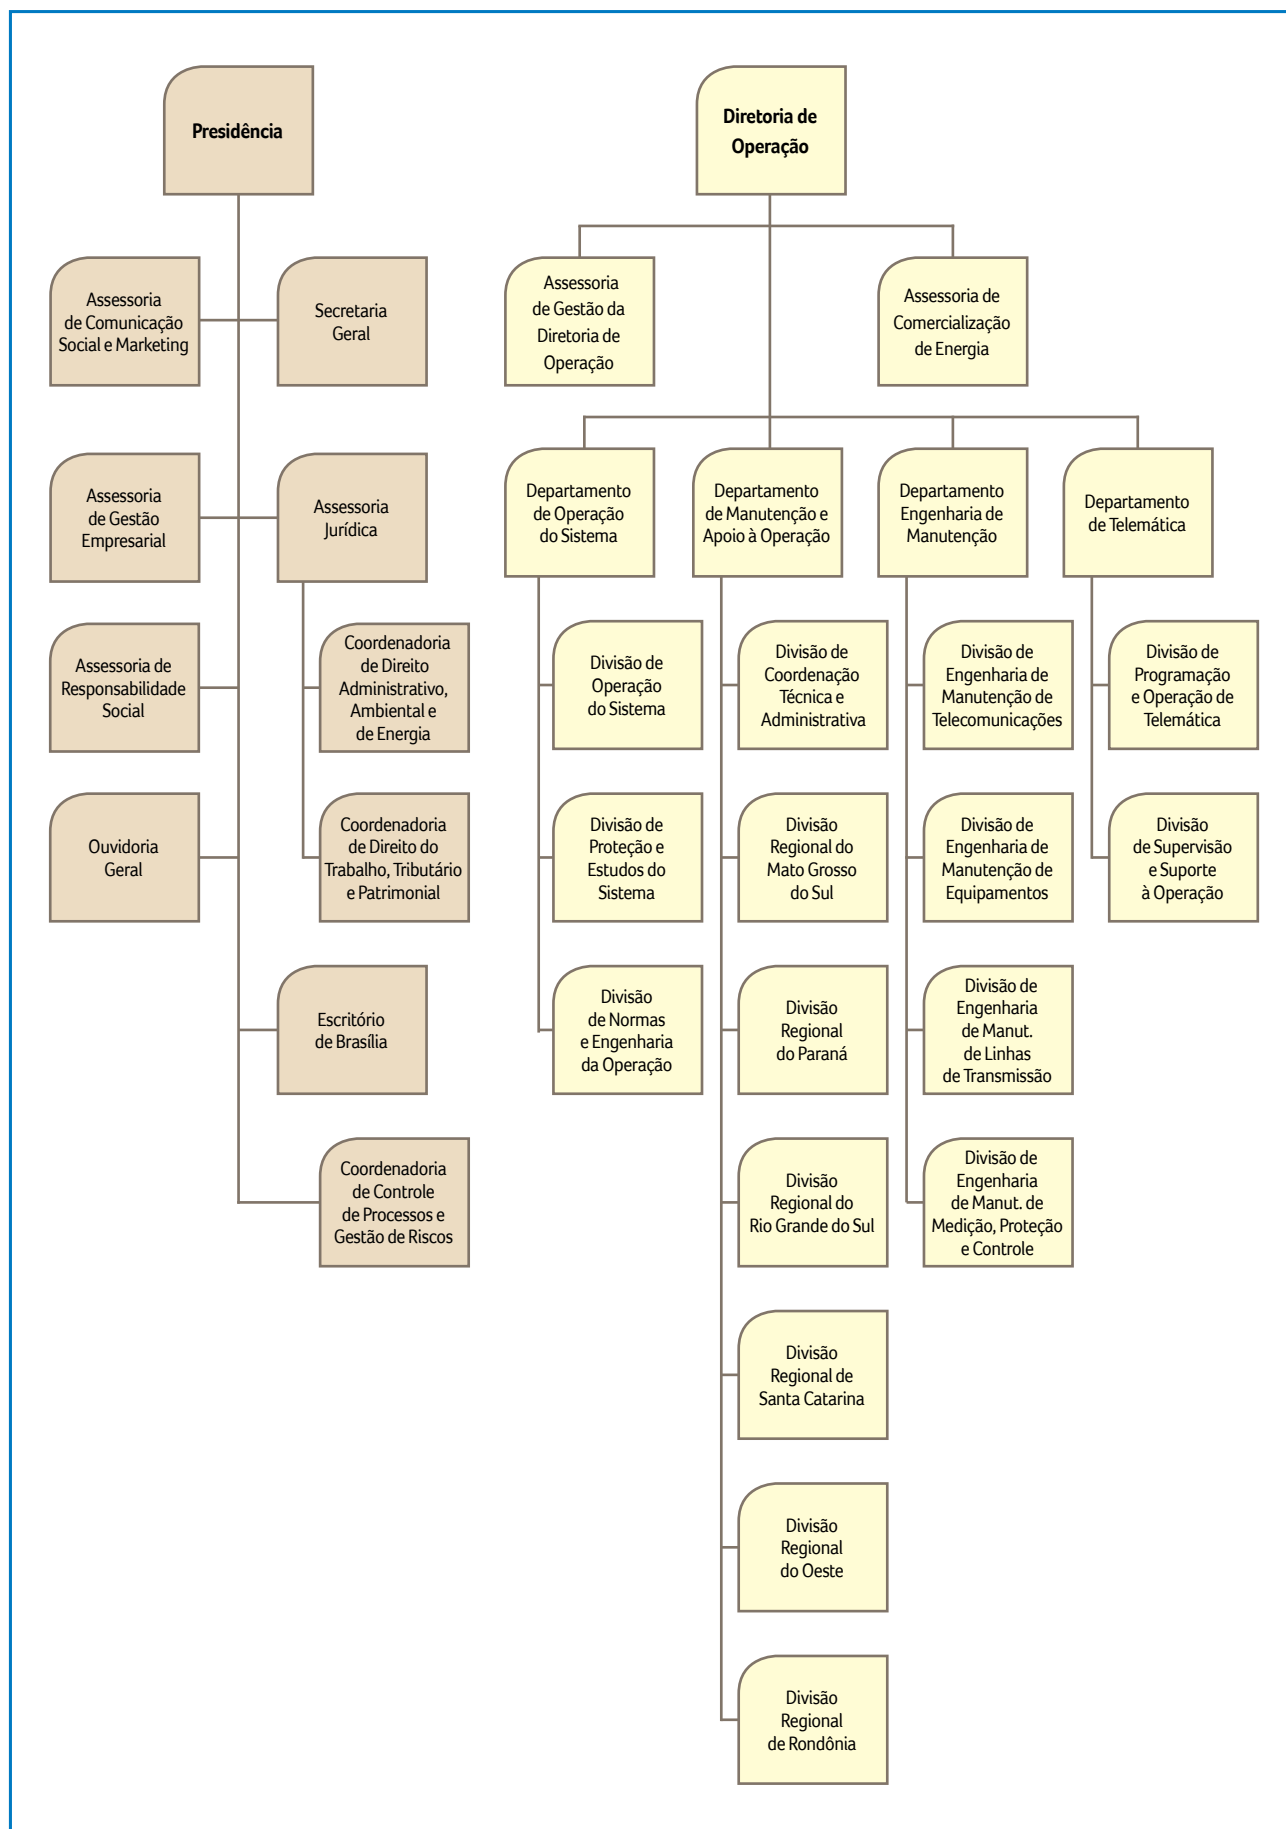 Presidência
Assessoria
de Comunicação
Social e Marketing
Secretaria
Geral
Assessoria
de Gestão
Empresarial
Assessoria
Jurídica
Assessoria de
Responsabilidade
Social
Coordenadoria
de Direito
Administrativo,
Ambiental e
de Energia
Ouvidoria
Geral
Coordenadoria
de Direito do
Trabalho, Tributário
e Patrimonial
Escritório
de Brasília
Coordenadoria
de Controle
de Processos e
Gestão de Riscos
Diretoria de
Operação
Assessoria
de Gestão da
Diretoria de
Operação
Assessoria de
Comercialização
de Energia
Departamento
de Operação
do Sistema
Divisão de
Operação
do Sistema
Divisão de
Proteção e
Estudos do
Sistema
Divisão
de Normas
e Engenharia
da Operação
Departamento
de Manutenção e
Apoio à Operação
Divisão de
Coordenação
Técnica e
Administrativa
Divisão
Regional do
Mato Grosso
do Sul
Divisão
Regional
do Paraná
Divisão
Regional do
Rio Grande do Sul
Divisão
Regional de
Santa Catarina
Divisão
Regional
do Oeste
Divisão
Regional
de Rondônia
Departamento
Engenharia de
Manutenção
Divisão de
Engenharia de
Manutenção de
Telecomunicações
Divisão de
Engenharia de
Manutenção de
Equipamentos
Divisão de
Engenharia
de Manut.
de Linhas
de Transmissão
Divisão de
Engenharia
de Manut. de
Medição, Proteção
e Controle
Departamento
de Telemática
Divisão de
Programação
e Operação de
Telemática
Divisão
de Supervisão
e Suporte
à Operação